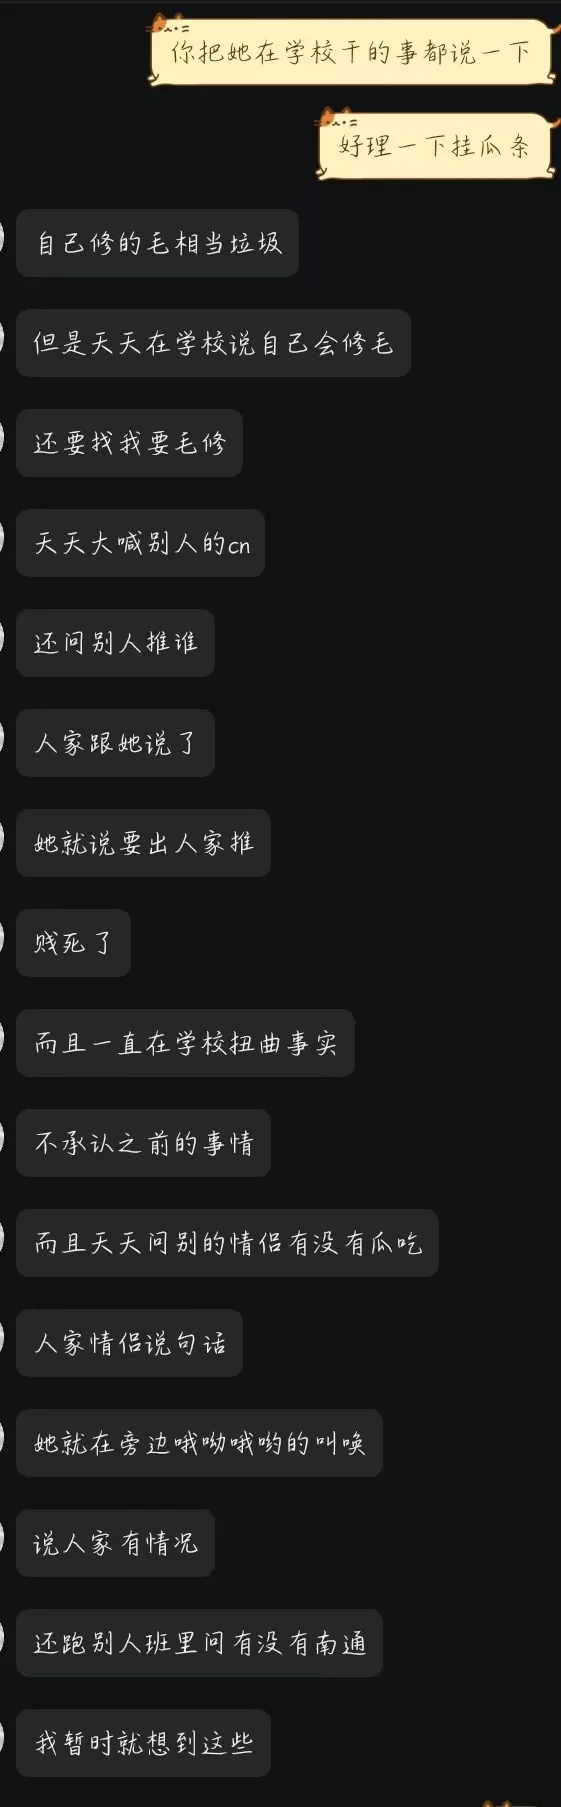 你把她在学校干的事都说一下
好理一下挂瓜条
自己修的毛相当垃圾
但是天天在学校说自己会修毛
还要找我要毛修
天天大喊别人的cn
还问别人推谁
人家跟她说了
她就说要出人家推
贱死了
而且一直在学校扭曲事实
不承认之前的事情
而且天天问别的情侣有没有瓜吃
人家情侣说句话
她就在旁边哦呦哦哟的叫唤
说人家有情况
还跑别人班里问有没有南通
我暂时就想到这些